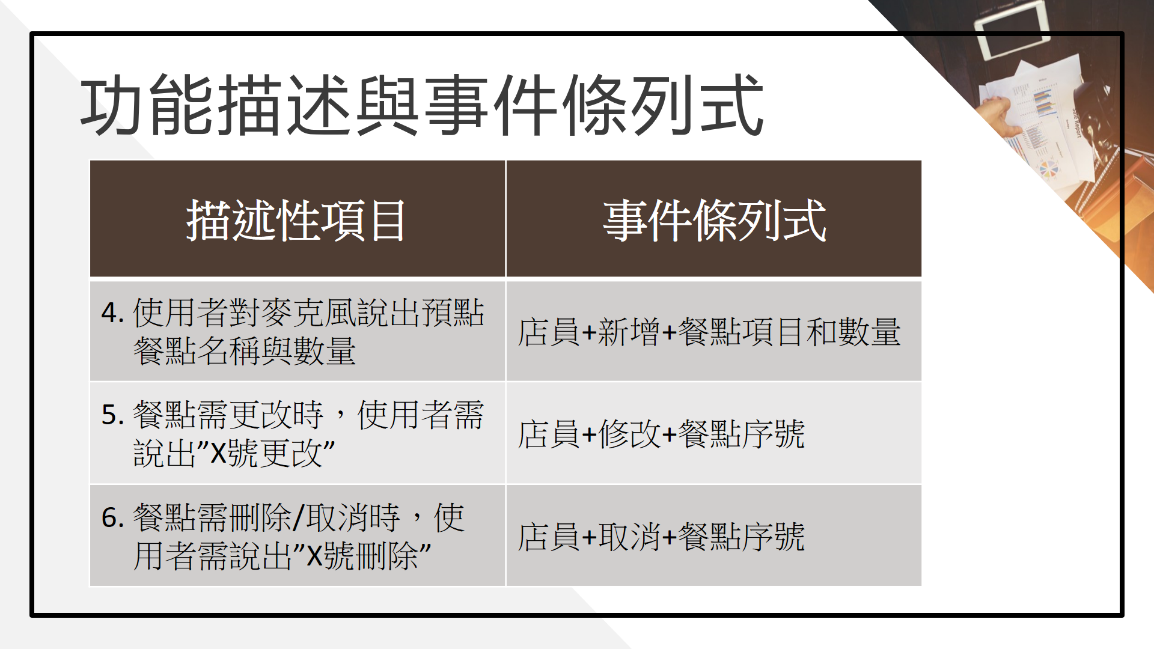 功能描述與事件條列式
描述性項目
事件條列式
4. 使用者對麥克風說出預點
餐點名稱與數量
店員+新增+餐點項目和數量
5. 餐點需更改時，使用者需
說出”X號更改”
店員+修改+餐點序號
6. 餐點需刪除/取消時，使
用者需說出”X號刪除”
店員+取消+餐點序號